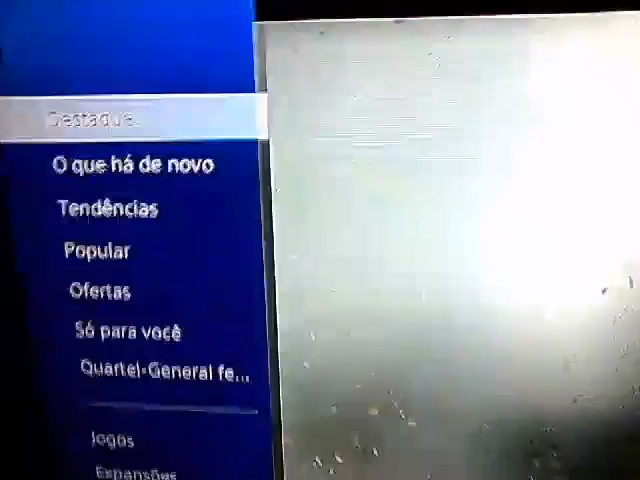 Destaque
O que há de novo
Tendências
Popular
Ofertas
Só para você
Quartel-General fe...
Jogos
Expansões